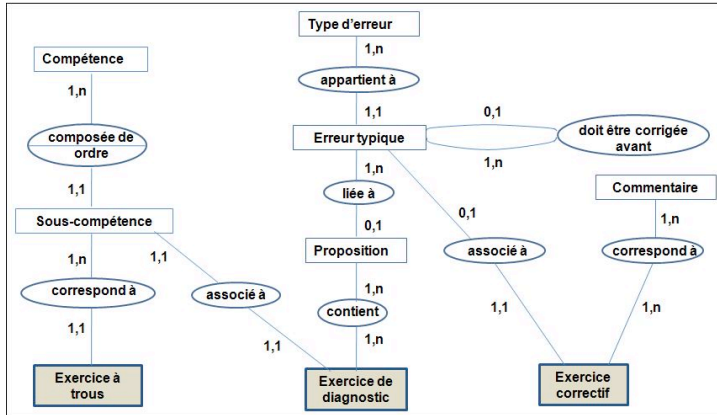 Type d'erreur
Compétence
1,n
1,n
appartient à
1,1
0,1
composée de
ordre
Erreur typique
doit être corrigée
avant
1,n
1,n
1,1
liée à
Commentaire
Sous-compétence
0,1
0,1
1,n
1,n
1,1
Proposition
correspond à
associé à
1,n
associé à
correspond à
contient
1,1
1,1
1,n
1,1
1,n
Exercice à
trous
Exercice de
diagnostic
Exercice
correctif